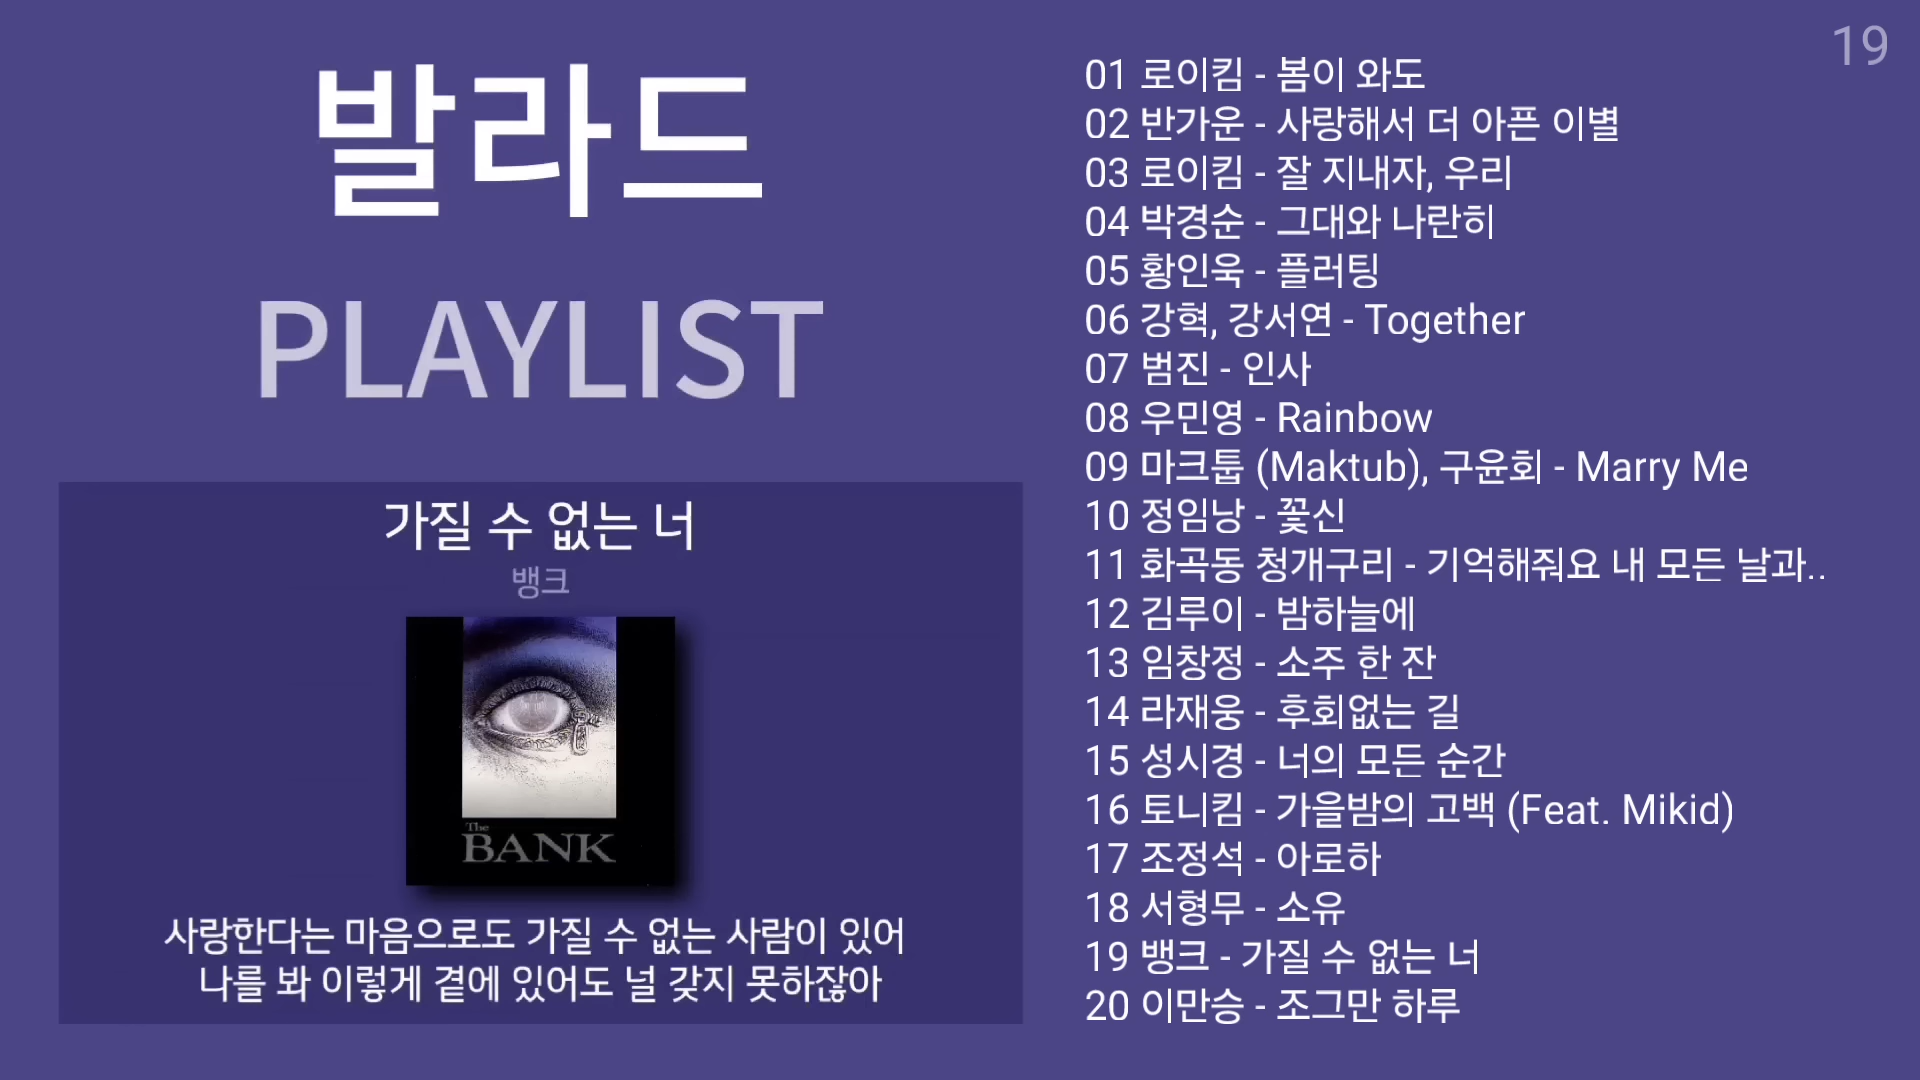 발라드
PLAYLIST
가질 수 없는 너
뱅크
The
BANK
사랑한다는 마음으로도 가질 수 없는 사람이 있어
나를 봐 이렇게 곁에 있어도 널 갖지 못하잖아
19
01 로이킴 - 봄이 와도
02 반가운 - 사랑해서 더 아픈 이별
03 로이킴 - 잘 지내자, 우리
04 박경순 - 그대와 나란히
05 황인욱 - 플러팅
06 강혁, 강서연 - Together
07 범진 - 인사
08 우민영 - Rainbow
09 마크툽 (Maktub), 구윤회 - Marry Me
10 정임낭 - 꽃신
11 화곡동 청개구리 - 기억해줘요 내 모든 날과..
12 김루이 - 밤하늘에
13 임창정 - 소주 한 잔
14 라재웅 - 후회없는 길
15 성시경 - 너의 모든 순간
16 토니킴 - 가을밤의 고백 (Feat. Mikid)
17 조정석 - 아로하
18 서형무 - 소유
19 뱅크 - 가질 수 없는 너
20 이만승 - 조그만 하루